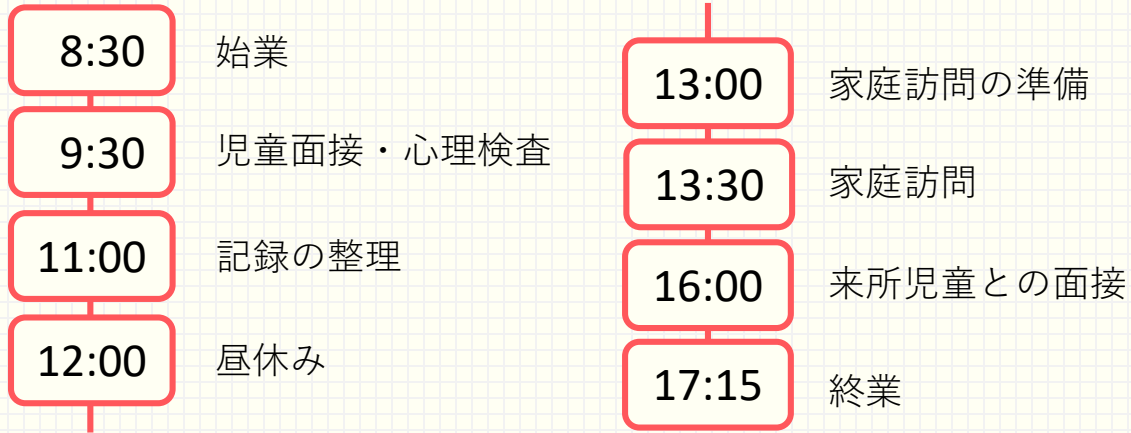 8:30 始業
9:30 児童面接・心理検査
11:00 記録の整理
12:00 昼休み
13:00 家庭訪問の準備
13:30 家庭訪問
16:00 来所児童との面接
17:15 終業